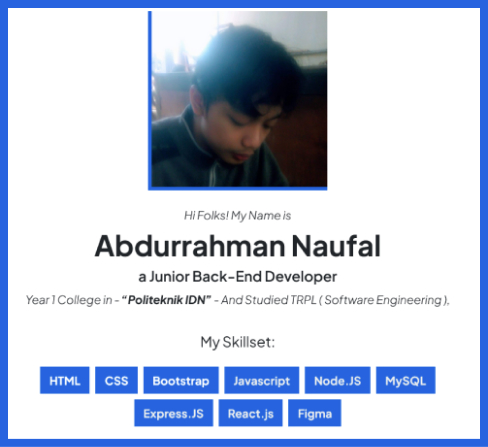 Hi Folks! My Name is
Abdurrahman Naufal
a Junior Back-End Developer
Year 1 College in - “Politeknik IDN” - And Studied TRPL ( Software Engineering ),
My Skillset:
HTML CSS Bootstrap Javascript Node.JS MySQL
Express.JS React.js Figma